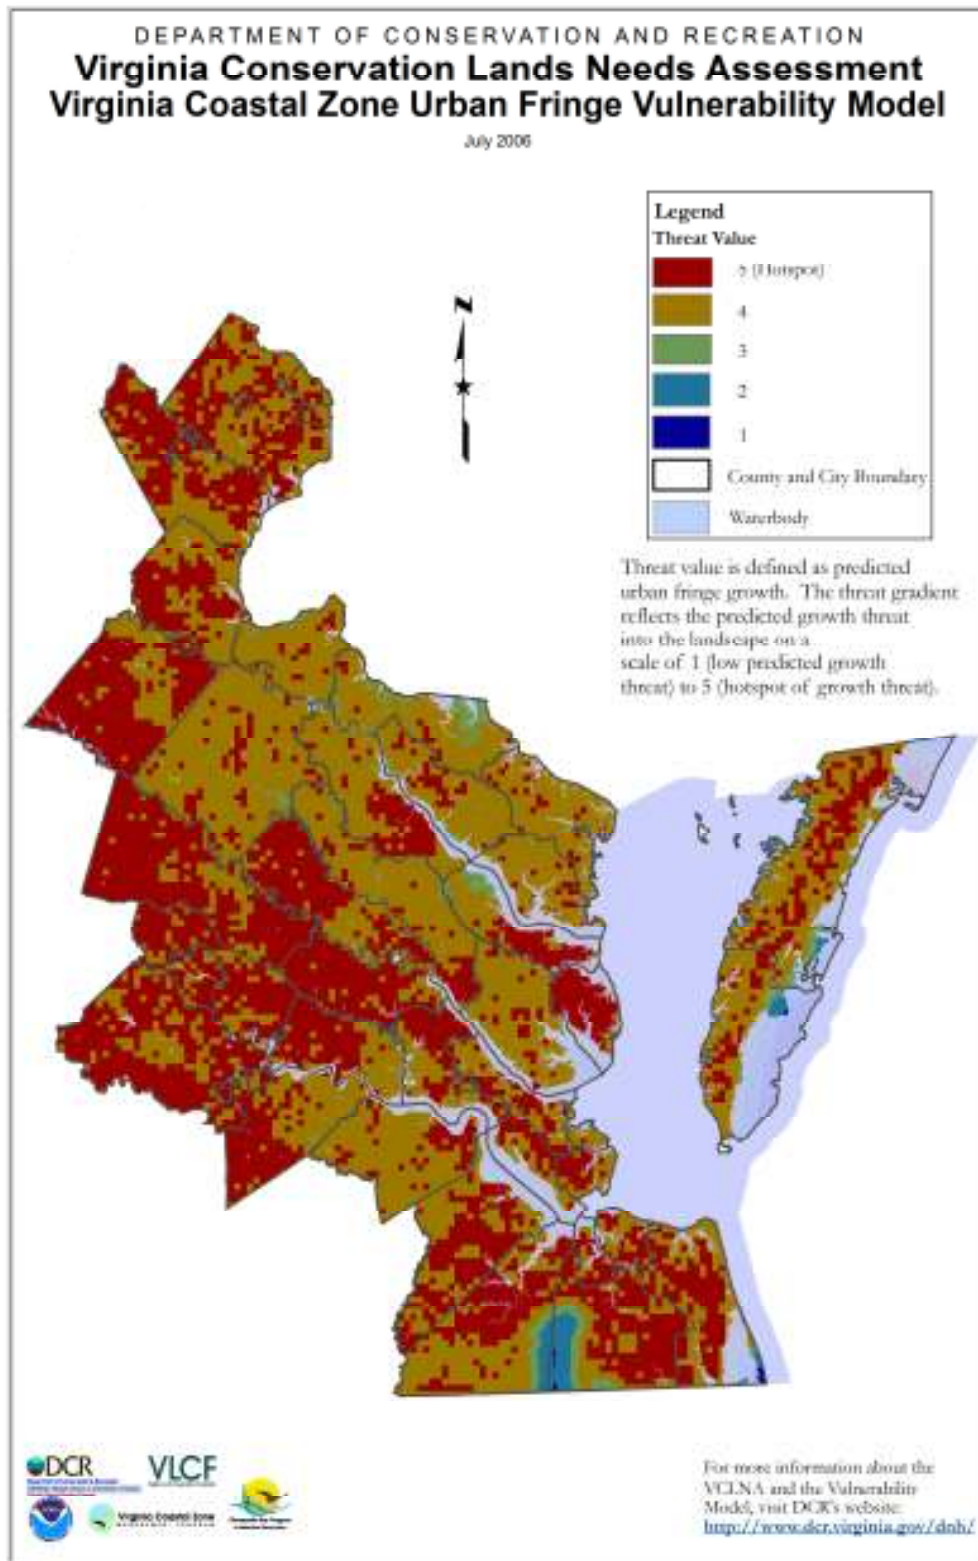 DEPARTMENT OF CONSERVATION AND RECREATION
Virginia Conservation Lands Needs Assessment
Virginia Coastal Zone Urban Fringe Vulnerability Model
July 2006
Legend
Threat Value
5 (Hotspot)
4
3
2
1
County and City Boundary
Waterbody
N
Threat value is defined as predicted
urban fringe growth. The threat gradient
reflects the predicted growth threat
into the landscape on a
scale of 1 (low predicted growth
threat) to 5 (hotspot of growth threat).
DCR
VLCF
Virginia Coastal Zone
For more information about the
VCLNA and the Vulnerability
Model, visit DCR's website:
http://www.dcr.virginia.gov/dnh/